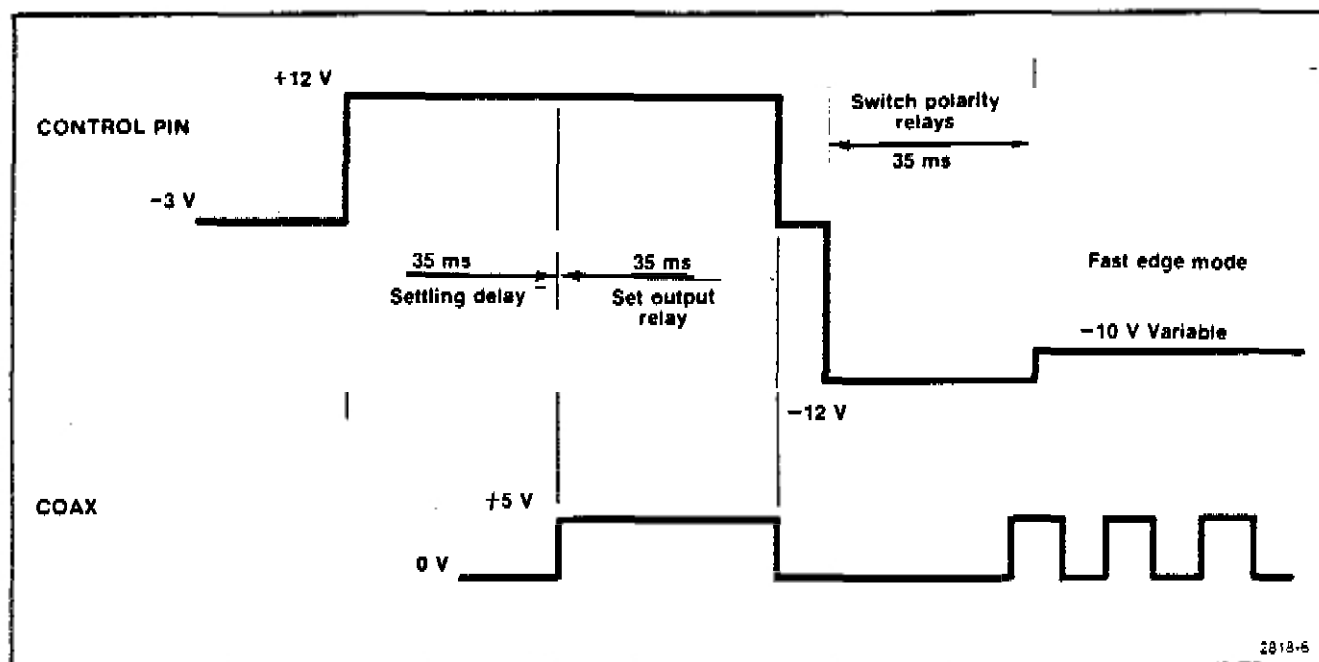 +12 V
CONTROL PIN
Switch polarity
relays
35 ms
−3 V
35 ms
Settling delay
35 ms
Set output
relay
Fast edge mode
−10 V Variable
−12 V
COAX
+5 V
0 V
2818-6